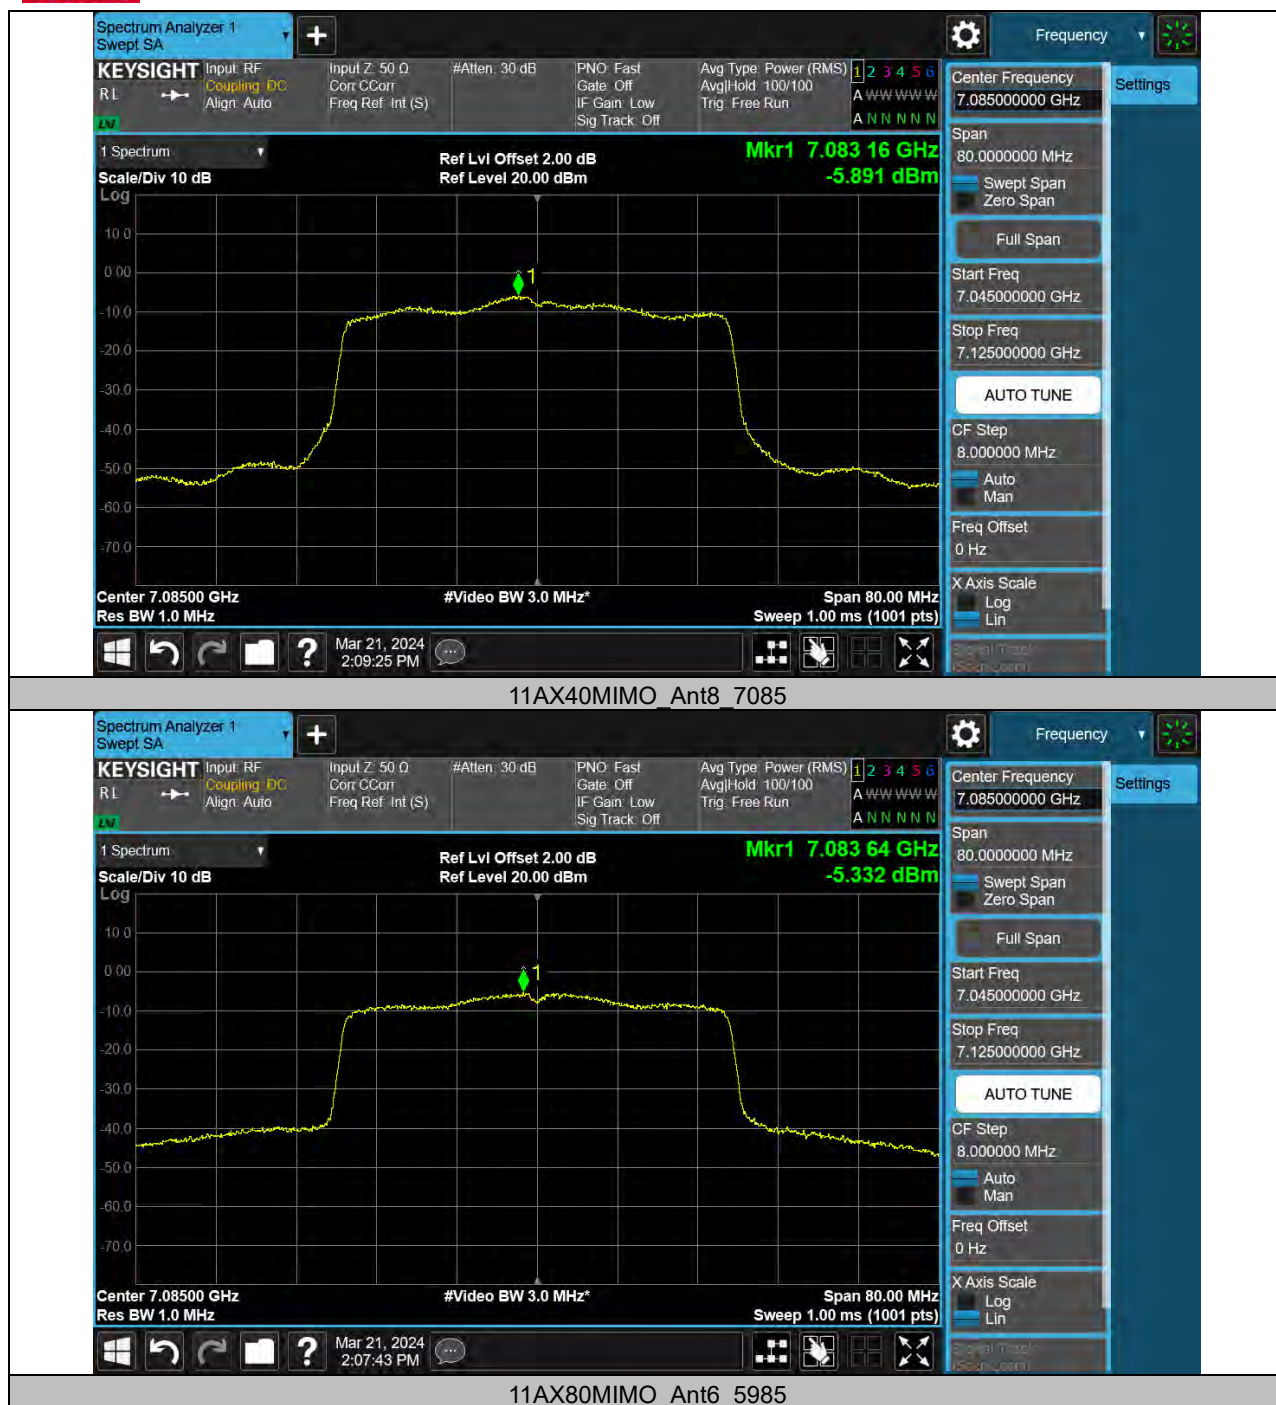 Spectrum Analyzer 1
Swept SA
Frequency
KEYSIGHT
RL
LNI
Input: RF
Coupling: DC
Align: Auto
Input Z: 50 Ω
Corr CCorr
Freq Ref: Int (S)
#Atten: 30 dB
PNO: Fast
Gate: Off
IF Gain: Low
Sig Track: Off
Avg Type: Power (RMS)
Avg|Hold: 100/100
Trig: Free Run
1 2 3 4 5 6
A W W W W W
A N N N N N
Center Frequency
7.085000000 GHz
Settings
Span
80.0000000 MHz
Swept Span
Zero Span
Full Span
Start Freq
7.045000000 GHz
Stop Freq
7.125000000 GHz
AUTO TUNE
CF Step
8.000000 MHz
Auto
Man
Freq Offset
0 Hz
X Axis Scale
Log
Lin
1 Spectrum
Scale/Div 10 dB
Ref Lvl Offset 2.00 dB
Ref Level 20.00 dBm
Mkr1 7.083 16 GHz
-5.891 dBm
Log
10.0
0.00
-10.0
-20.0
-30.0
-40.0
-50.0
-60.0
-70.0
1
Center 7.08500 GHz
Res BW 1.0 MHz
#Video BW 3.0 MHz*
Span 80.00 MHz
Sweep 1.00 ms (1001 pts)
?
Mar 21, 2024
2:09:25 PM
11AX40MIMO_Ant8_7085
Spectrum Analyzer 1
Swept SA
Frequency
KEYSIGHT
RL
LNI
Input: RF
Coupling: DC
Align: Auto
Input Z: 50 Ω
Corr CCorr
Freq Ref: Int (S)
#Atten: 30 dB
PNO: Fast
Gate: Off
IF Gain: Low
Sig Track: Off
Avg Type: Power (RMS)
Avg|Hold: 100/100
Trig: Free Run
1 2 3 4 5 6
A W W W W W
A N N N N N
Center Frequency
7.085000000 GHz
Settings
Span
80.0000000 MHz
Swept Span
Zero Span
Full Span
Start Freq
7.045000000 GHz
Stop Freq
7.125000000 GHz
AUTO TUNE
CF Step
8.000000 MHz
Auto
Man
Freq Offset
0 Hz
X Axis Scale
Log
Lin
1 Spectrum
Scale/Div 10 dB
Ref Lvl Offset 2.00 dB
Ref Level 20.00 dBm
Mkr1 7.083 64 GHz
-5.332 dBm
Log
10.0
0.00
-10.0
-20.0
-30.0
-40.0
-50.0
-60.0
-70.0
1
Center 7.08500 GHz
Res BW 1.0 MHz
#Video BW 3.0 MHz*
Span 80.00 MHz
Sweep 1.00 ms (1001 pts)
?
Mar 21, 2024
2:07:43 PM
11AX80MIMO_Ant6_5985